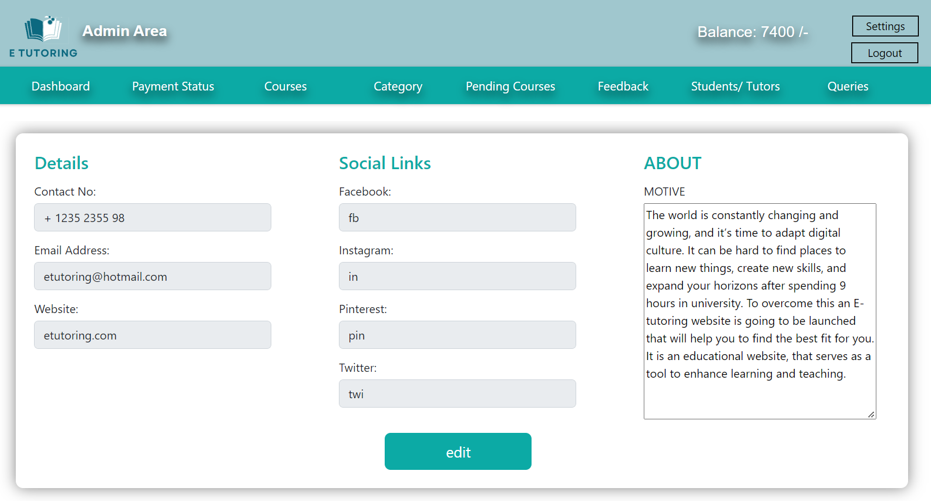 E TUTORING
Admin Area
Balance: 7400 /-
Settings
Logout
Dashboard
Payment Status
Courses
Category
Pending Courses
Feedback
Students/ Tutors
Queries
Details
Contact No:
+ 1235 2355 98
Email Address:
etutoring@hotmail.com
Website:
etutoring.com
Social Links
Facebook:
fb
Instagram:
in
Pinterest:
pin
Twitter:
twi
ABOUT
MOTIVE
The world is constantly changing and
growing, and it's time to adapt digital
culture. It can be hard to find places to
learn new things, create new skills, and
expand your horizons after spending 9
hours in university. To overcome this an E-
tutoring website is going to be launched
that will help you to find the best fit for you.
It is an educational website, that serves as a
tool to enhance learning and teaching.
edit